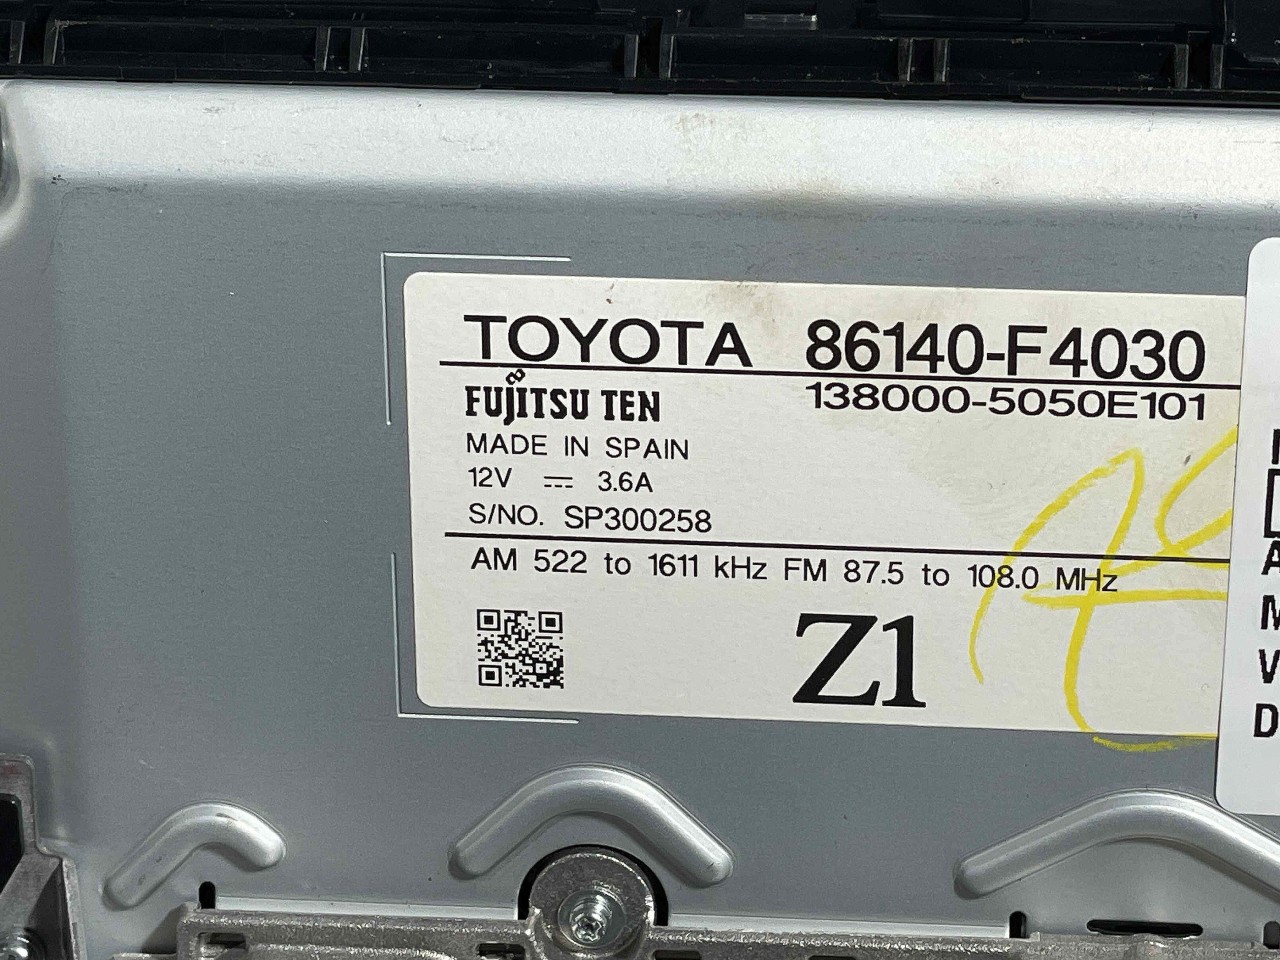 TOYOTA 86140-F4030
FUJITSU TEN 138000-5050E101
MADE IN SPAIN
12V ⎓ 3.6A
S/NO. SP300258
AM 522 to 1611 kHz FM 87.5 to 108.0 MHz
Z1